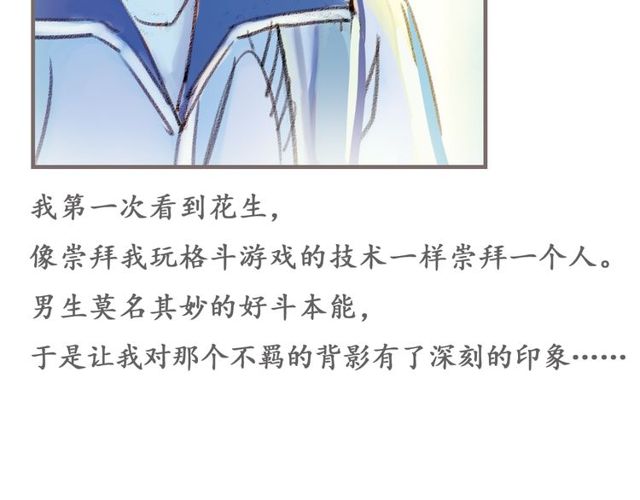 我第一次看到花生，
像崇拜我玩格斗游戏的技术一样崇拜一个人。
男生莫名其妙的好斗本能，
于是让我对那个不羁的背影有了深刻的印象……